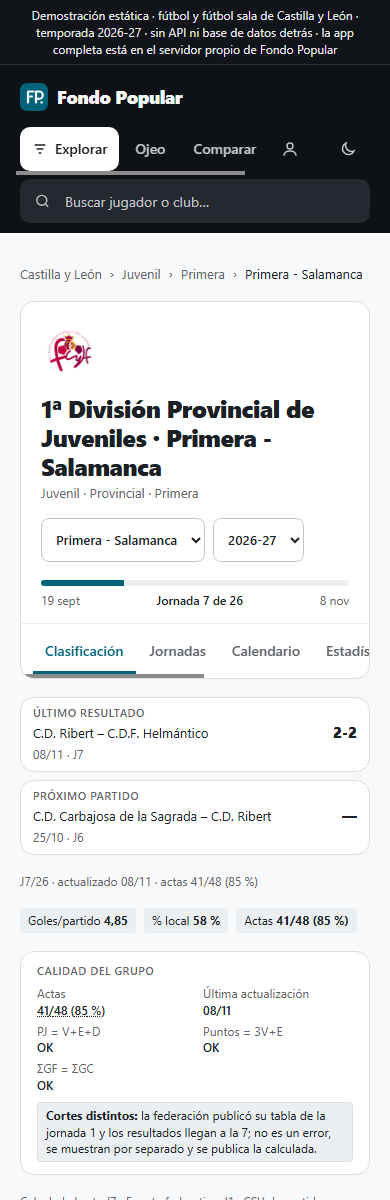 Demostración estática · fútbol y fútbol sala de Castilla y León ·
temporada 2026-27 · sin API ni base de datos detrás · la app
completa está en el servidor propio de Fondo Popular
FP Fondo Popular
Explorar Ojeo Comparar
Buscar jugador o club...
Castilla y León › Juvenil › Primera › Primera - Salamanca
fcyf
1ª División Provincial de
Juveniles · Primera -
Salamanca
Juvenil · Provincial · Primera
Primera - Salamanca 2026-27
19 sept Jornada 7 de 26 8 nov
Clasificación Jornadas Calendario Estadís
ÚLTIMO RESULTADO
C.D. Ribert – C.D.F. Helmántico 2-2
08/11 · J7
PRÓXIMO PARTIDO
C.D. Carbajosa de la Sagrada – C.D. Ribert —
25/10 · J6
J7/26 · actualizado 08/11 · actas 41/48 (85 %)
Goles/partido 4,85 % local 58 % Actas 41/48 (85 %)
CALIDAD DEL GRUPO
Actas Última actualización
41/48 (85 %) 08/11
PJ = V+E+D Puntos = 3V+E
OK OK
ΣGF = ΣGC
OK
Cortes distintos: la federación publicó su tabla de la
jornada 1 y los resultados llegan a la 7; no es un error,
se muestran por separado y se publica la calculada.